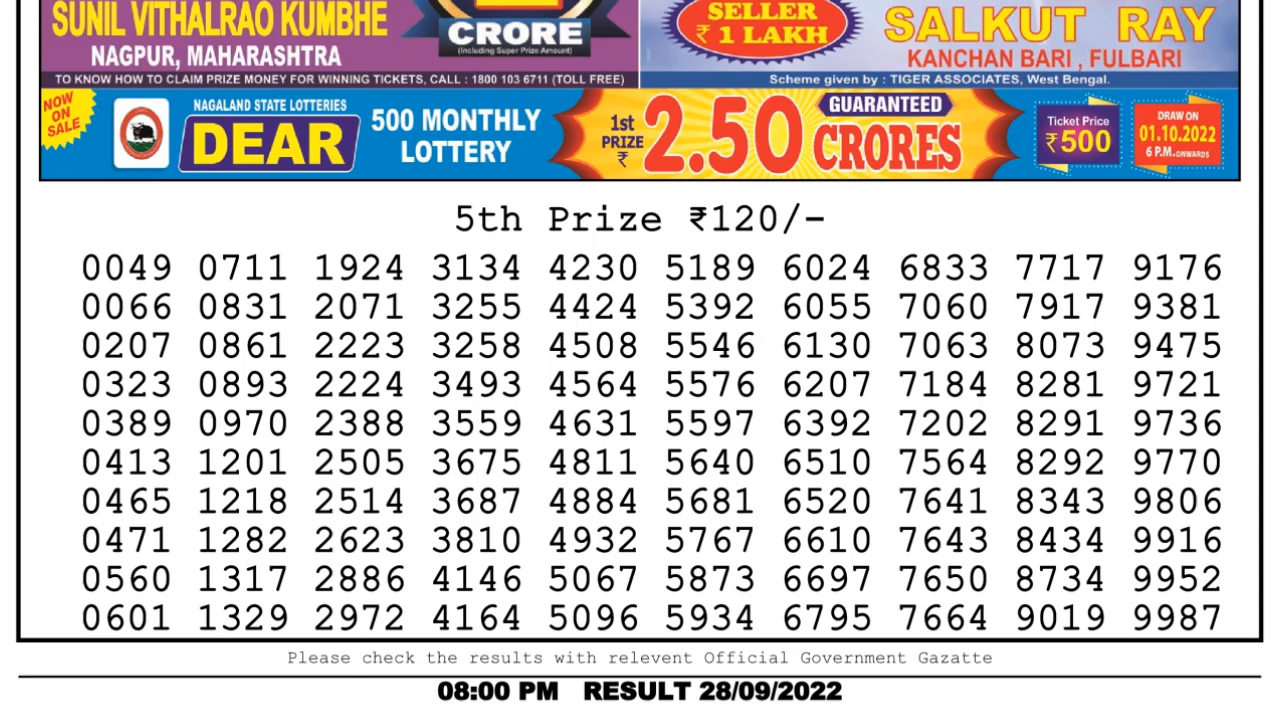 SUNIL VITHALRAO KUMBHE
NAGPUR, MAHARASHTRA
CRORE
(Including Super Prize Amount)
SELLER
₹ 1 LAKH
SALKUT RAY
KANCHAN BARI , FULBARI
TO KNOW HOW TO CLAIM PRIZE MONEY FOR WINNING TICKETS, CALL : 1800 103 6711 (TOLL FREE)
Scheme given by : TIGER ASSOCIATES, West Bengal.
NOW
ON
SALE
NAGALAND STATE LOTTERIES
DEAR
500 MONTHLY
LOTTERY
1st
PRIZE
₹
2.50
GUARANTEED
CRORES
Ticket Price
₹500
DRAW ON
01.10.2022
6 P.M.ONWARDS
5th Prize ₹120/-
0049 0711 1924 3134 4230 5189 6024 6833 7717 9176
0066 0831 2071 3255 4424 5392 6055 7060 7917 9381
0207 0861 2223 3258 4508 5546 6130 7063 8073 9475
0323 0893 2224 3493 4564 5576 6207 7184 8281 9721
0389 0970 2388 3559 4631 5597 6392 7202 8291 9736
0413 1201 2505 3675 4811 5640 6510 7564 8292 9770
0465 1218 2514 3687 4884 5681 6520 7641 8343 9806
0471 1282 2623 3810 4932 5767 6610 7643 8434 9916
0560 1317 2886 4146 5067 5873 6697 7650 8734 9952
0601 1329 2972 4164 5096 5934 6795 7664 9019 9987
Please check the results with relevent Official Government Gazatte
08:00 PM RESULT 28/09/2022